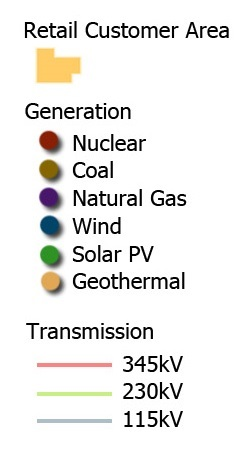 Retail Customer Area
Generation
Nuclear
Coal
Natural Gas
Wind
Solar PV
Geothermal
Transmission
345kV
230kV
115kV